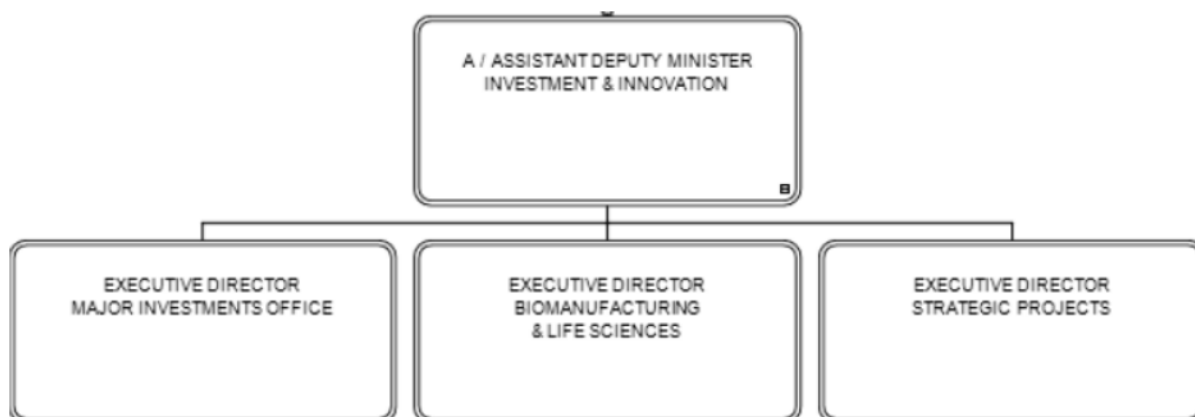 A / ASSISTANT DEPUTY MINISTER
INVESTMENT & INNOVATION
EXECUTIVE DIRECTOR
MAJOR INVESTMENTS OFFICE
EXECUTIVE DIRECTOR
BIOMANUFACTURING
& LIFE SCIENCES
EXECUTIVE DIRECTOR
STRATEGIC PROJECTS